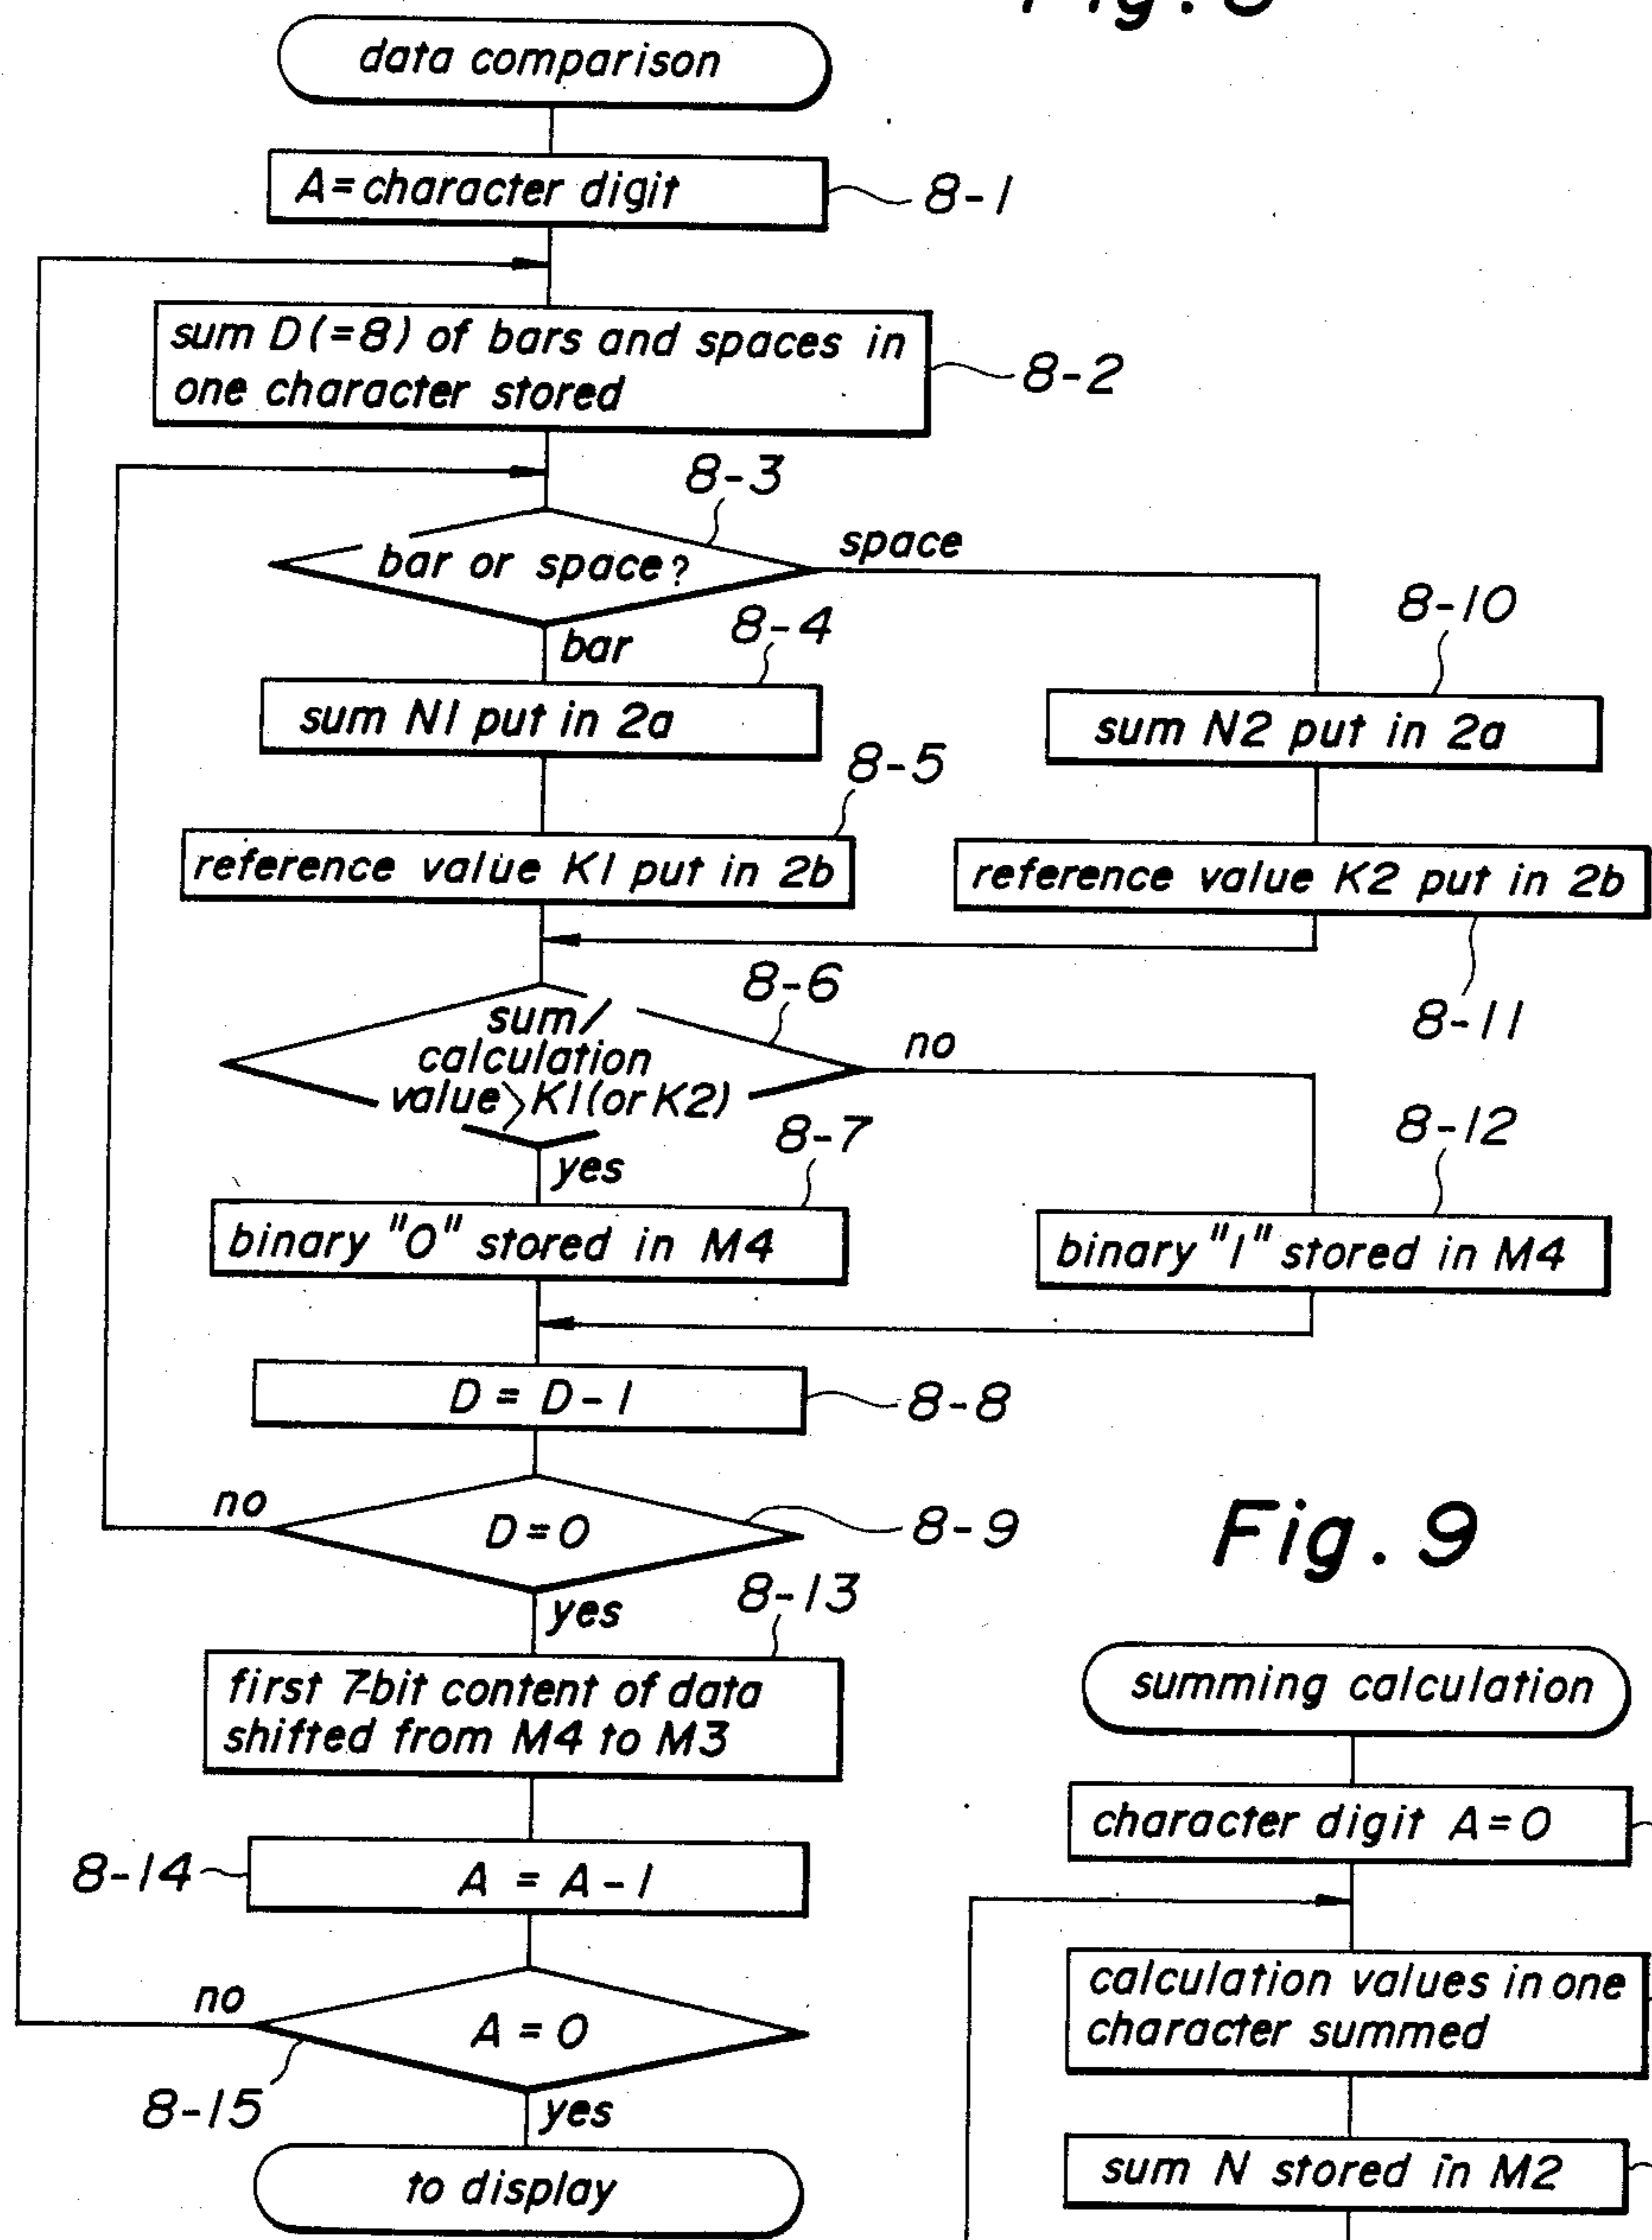 data comparison
A=character digit
8-1
sum D(=8) of bars and spaces in
one character stored
8-2
8-3
bar or space?
space
bar
8-4
sum N1 put in 2a
8-10
sum N2 put in 2a
8-5
reference value K1 put in 2b
reference value K2 put in 2b
8-11
8-6
sum/
calculation
value>K1(or K2)
no
yes
8-7
binary "0" stored in M4
8-12
binary "1" stored in M4
D = D-1
8-8
no
D=0
8-9
yes
8-13
first 7-bit content of data
shifted from M4 to M3
8-14
A = A-1
no
A=0
8-15
yes
to display
Fig. 9
summing calculation
character digit A=0
calculation values in one
character summed
sum N stored in M2